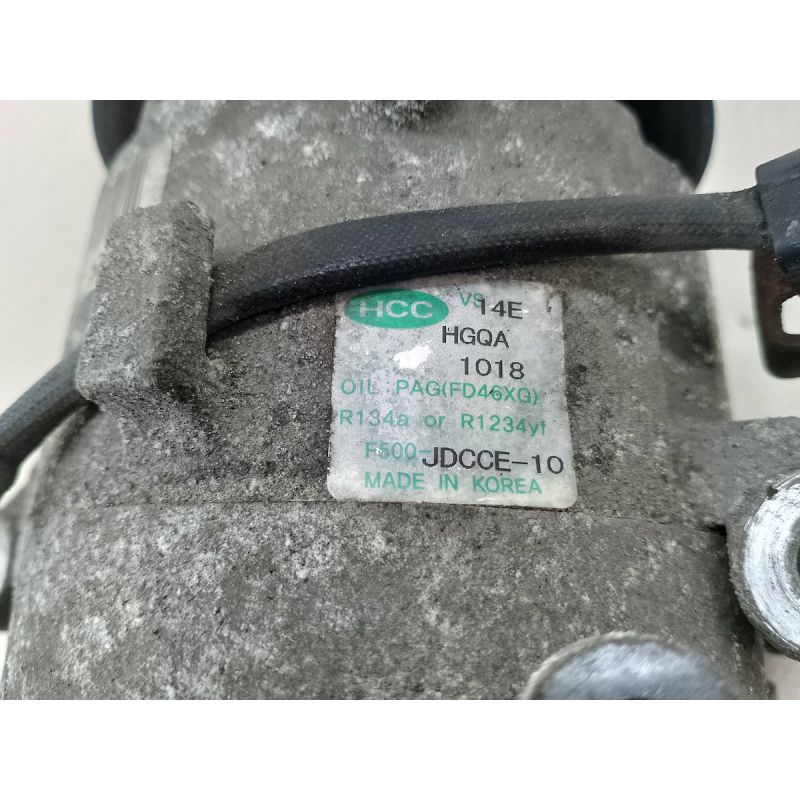 HCC VS14E
HGQA
1018
OIL PAG(FD46XG)
R134a or R1234yf
F500-JDCCE-10
MADE IN KOREA